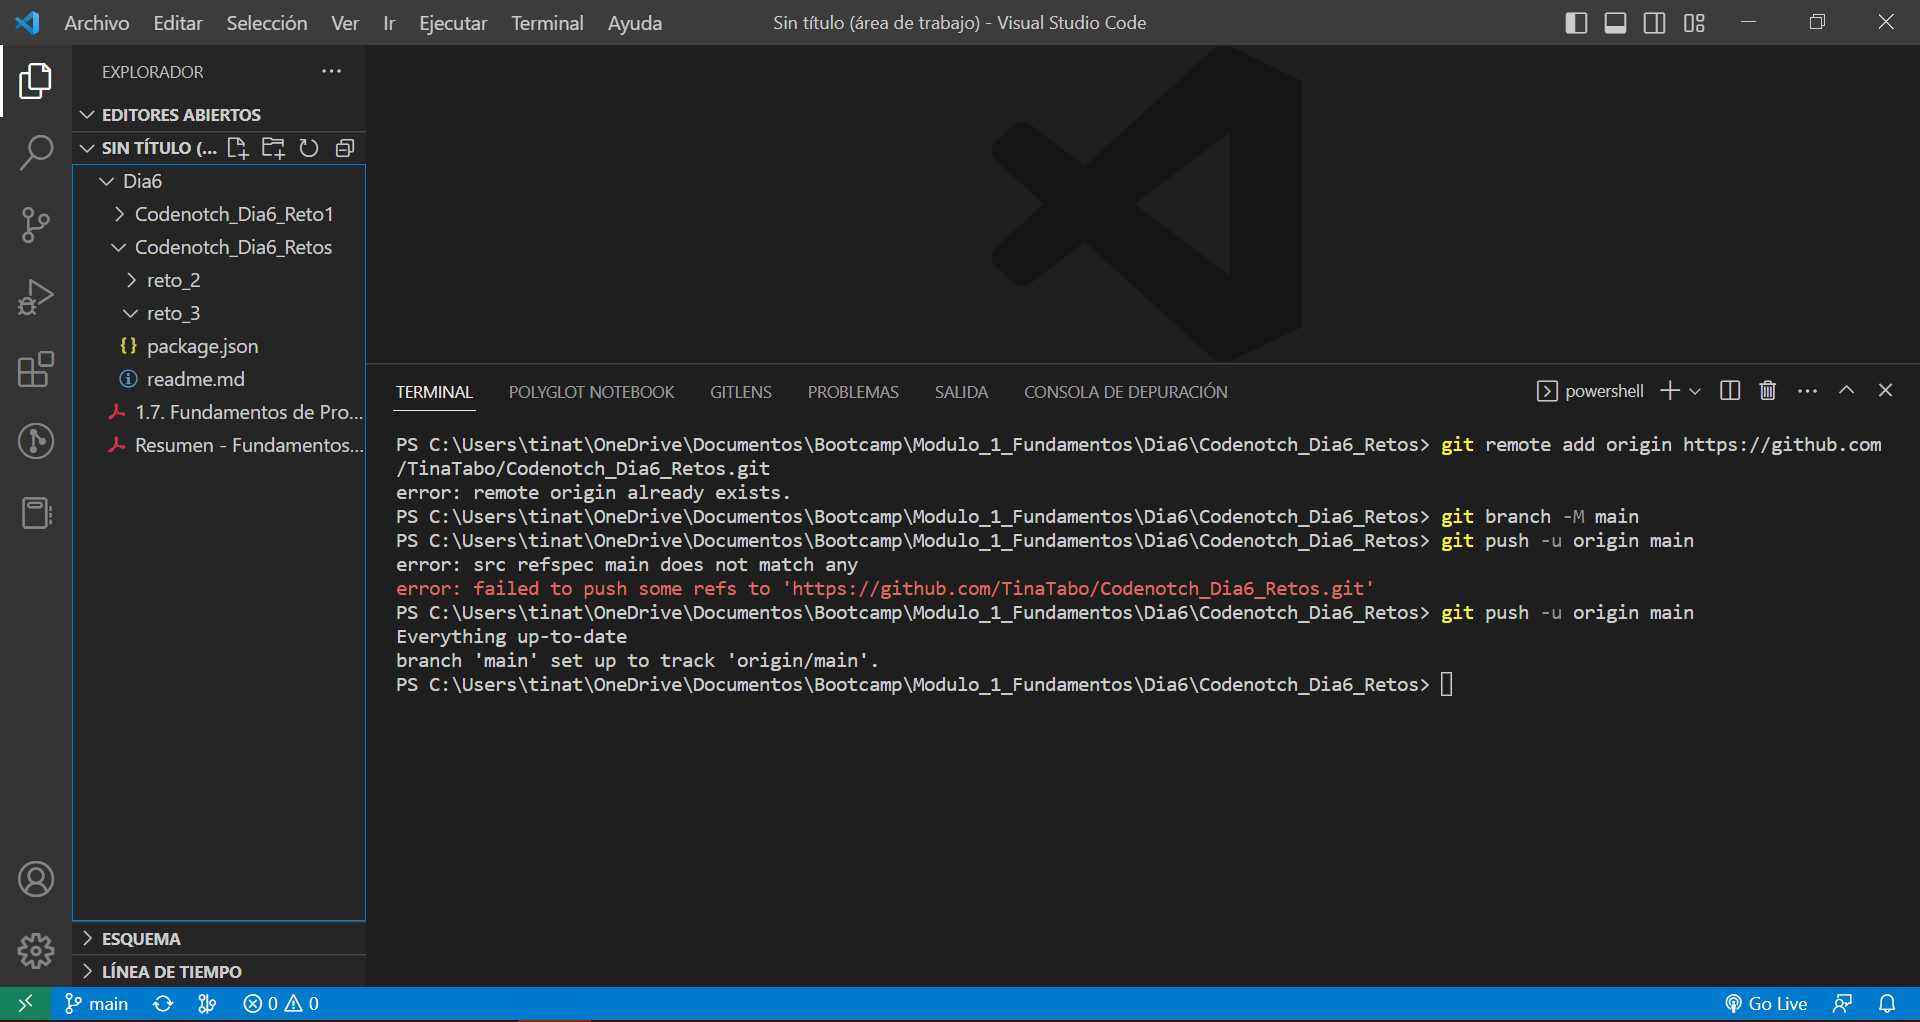 Archivo Editar Selección Ver Ir Ejecutar Terminal Ayuda
Sin título (área de trabajo) - Visual Studio Code
EXPLORADOR
EDITORES ABIERTOS
SIN TÍTULO (...
Dia6
Codenotch_Dia6_Reto1
Codenotch_Dia6_Retos
reto_2
reto_3
package.json
readme.md
1.7. Fundamentos de Pro...
Resumen - Fundamentos...
ESQUEMA
LÍNEA DE TIEMPO
TERMINAL POLYGLOT NOTEBOOK GITLENS PROBLEMAS SALIDA CONSOLA DE DEPURACIÓN
powershell
PS C:\Users\tinat\OneDrive\Documentos\Bootcamp\Modulo_1_Fundamentos\Dia6\Codenotch_Dia6_Retos> git remote add origin https://github.com
/TinaTabo/Codenotch_Dia6_Retos.git
error: remote origin already exists.
PS C:\Users\tinat\OneDrive\Documentos\Bootcamp\Modulo_1_Fundamentos\Dia6\Codenotch_Dia6_Retos> git branch -M main
PS C:\Users\tinat\OneDrive\Documentos\Bootcamp\Modulo_1_Fundamentos\Dia6\Codenotch_Dia6_Retos> git push -u origin main
error: src refspec main does not match any
error: failed to push some refs to 'https://github.com/TinaTabo/Codenotch_Dia6_Retos.git'
PS C:\Users\tinat\OneDrive\Documentos\Bootcamp\Modulo_1_Fundamentos\Dia6\Codenotch_Dia6_Retos> git push -u origin main
Everything up-to-date
branch 'main' set up to track 'origin/main'.
PS C:\Users\tinat\OneDrive\Documentos\Bootcamp\Modulo_1_Fundamentos\Dia6\Codenotch_Dia6_Retos>
main 0 0
Go Live